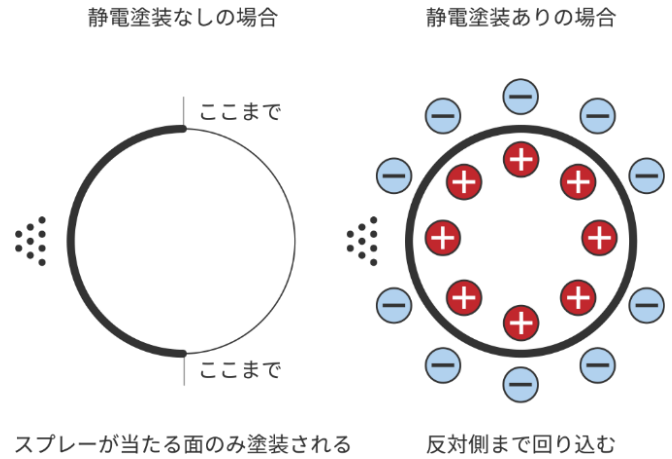 静電塗装なしの場合
静電塗装ありの場合
ここまで
ここまで
スプレーが当たる面のみ塗装される
反対側まで回り込む